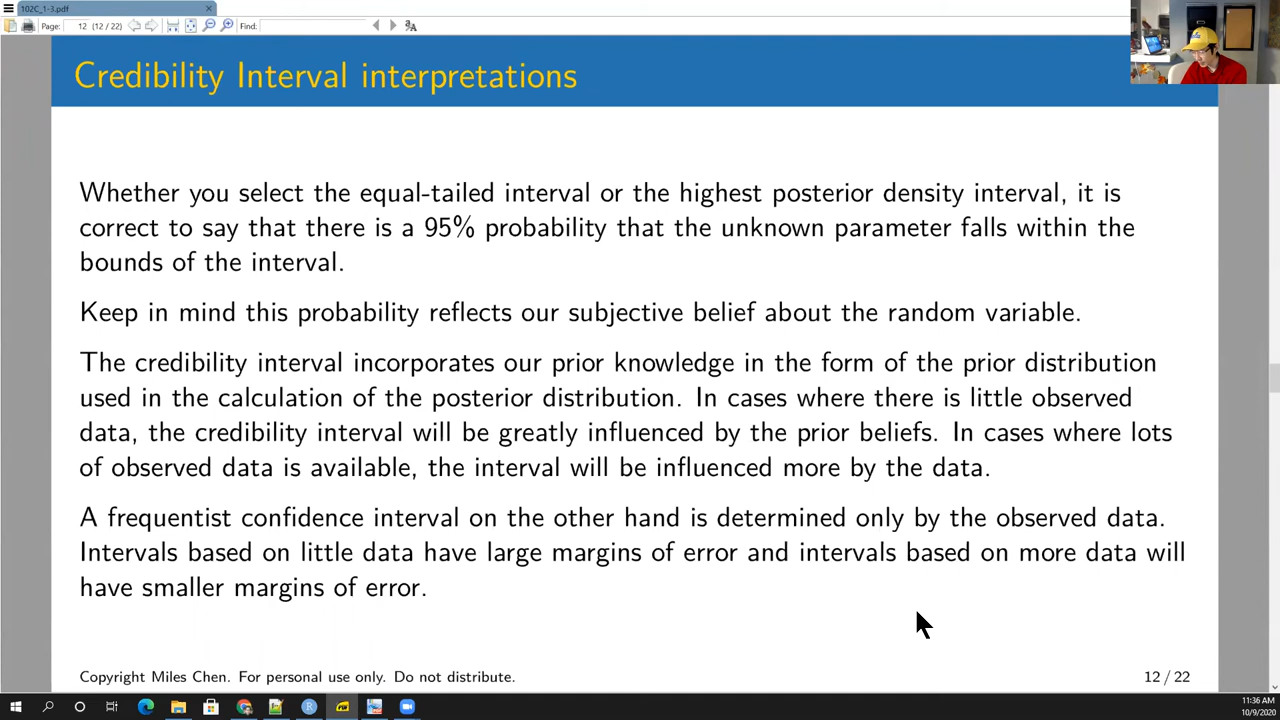 102C_1-3.pdf
Page: 12 (12 / 22) Find:
Credibility Interval interpretations
Whether you select the equal-tailed interval or the highest posterior density interval, it is
correct to say that there is a 95% probability that the unknown parameter falls within the
bounds of the interval.
Keep in mind this probability reflects our subjective belief about the random variable.
The credibility interval incorporates our prior knowledge in the form of the prior distribution
used in the calculation of the posterior distribution. In cases where there is little observed
data, the credibility interval will be greatly influenced by the prior beliefs. In cases where lots
of observed data is available, the interval will be influenced more by the data.
A frequentist confidence interval on the other hand is determined only by the observed data.
Intervals based on little data have large margins of error and intervals based on more data will
have smaller margins of error.
Copyright Miles Chen. For personal use only. Do not distribute. 12 / 22
11:36 AM
10/9/2020